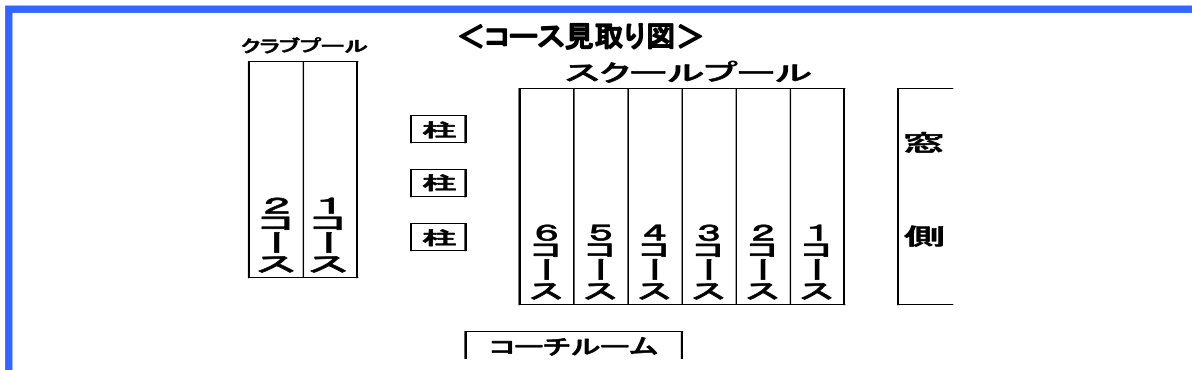 ＜コース見取り図＞
クラブプール
スクールプール
2コース
1コース
柱
柱
柱
6コース
5コース
4コース
3コース
2コース
1コース
窓側
コーチルーム